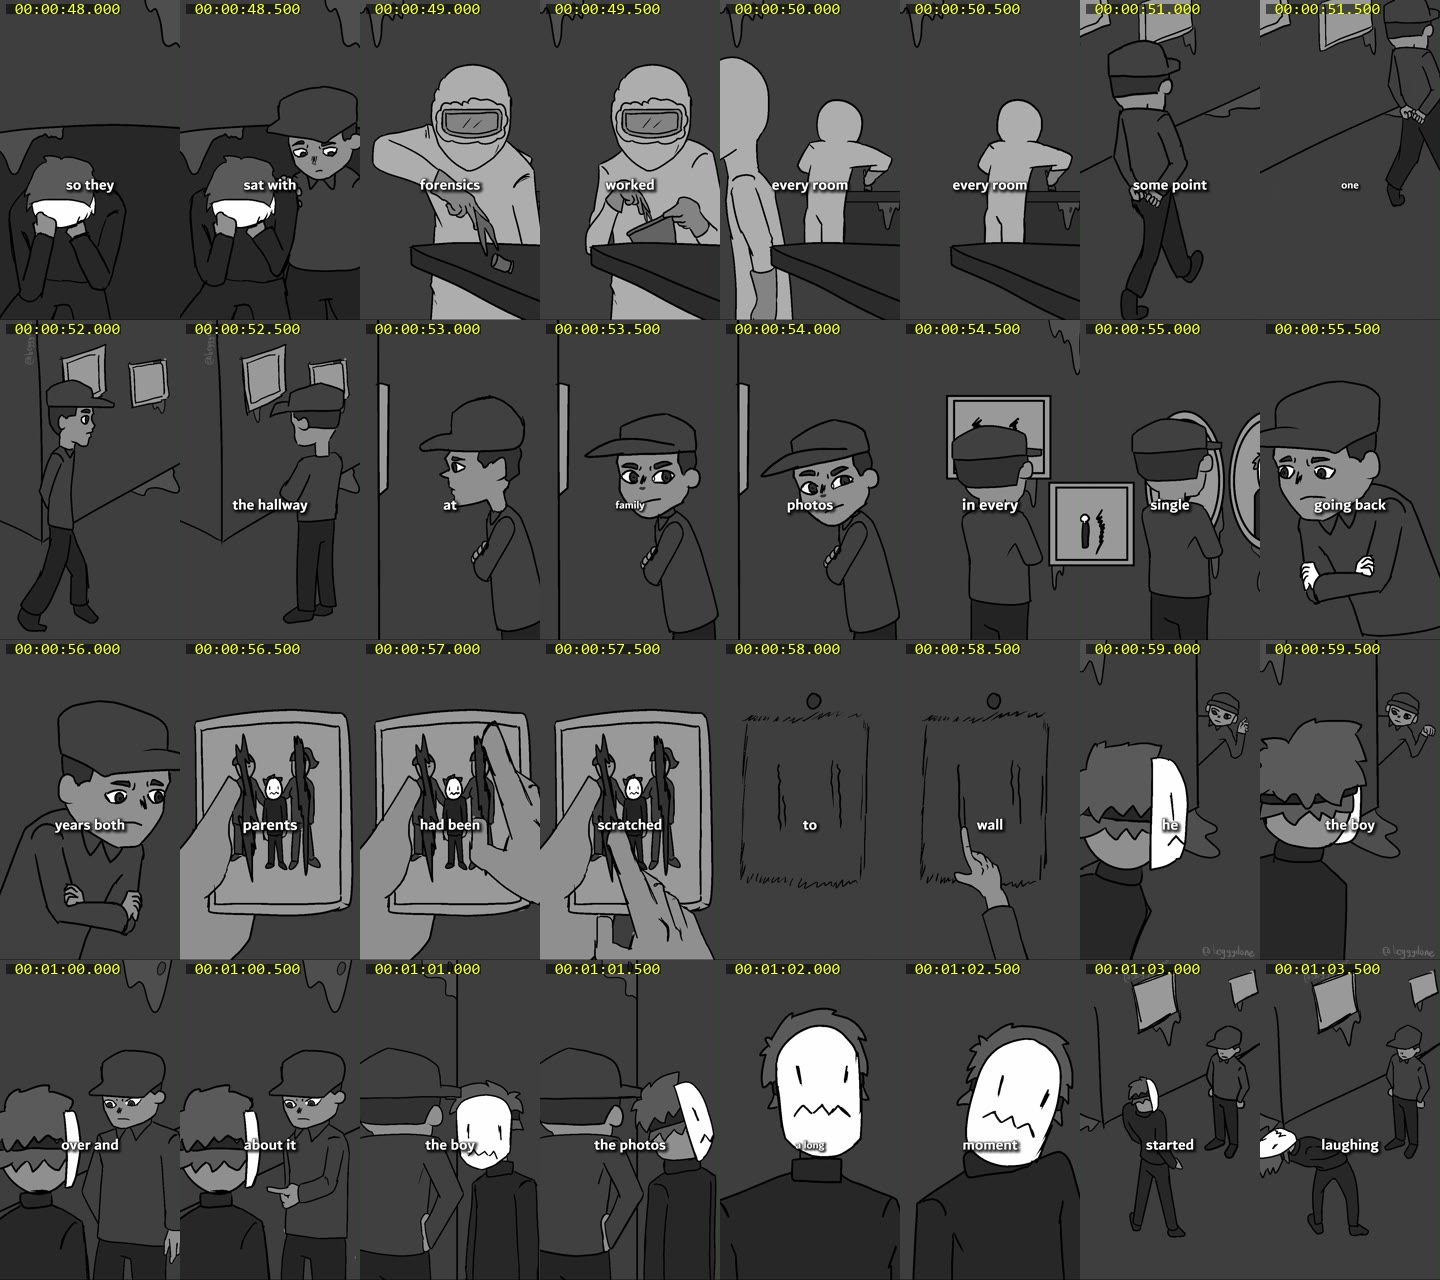 00:00:48.000
so they
00:00:48.500
sat with
00:00:49.000
forensics
00:00:49.500
worked
00:00:50.000
every room
00:00:50.500
every room
00:00:51.000
some point
00:00:51.500
one
00:00:52.000
00:00:52.500
the hallway
00:00:53.000
at
00:00:53.500
family
00:00:54.000
photos
00:00:54.500
in every
00:00:55.000
single
00:00:55.500
going back
00:00:56.000
years both
00:00:56.500
parents
00:00:57.000
had been
00:00:57.500
scratched
00:00:58.000
to
00:00:58.500
wall
00:00:59.000
he
00:00:59.500
the boy
00:01:00.000
over and
00:01:00.500
about it
00:01:01.000
the boy
00:01:01.500
the photos
00:01:02.000
a long
00:01:02.500
moment
00:01:03.000
started
00:01:03.500
laughing